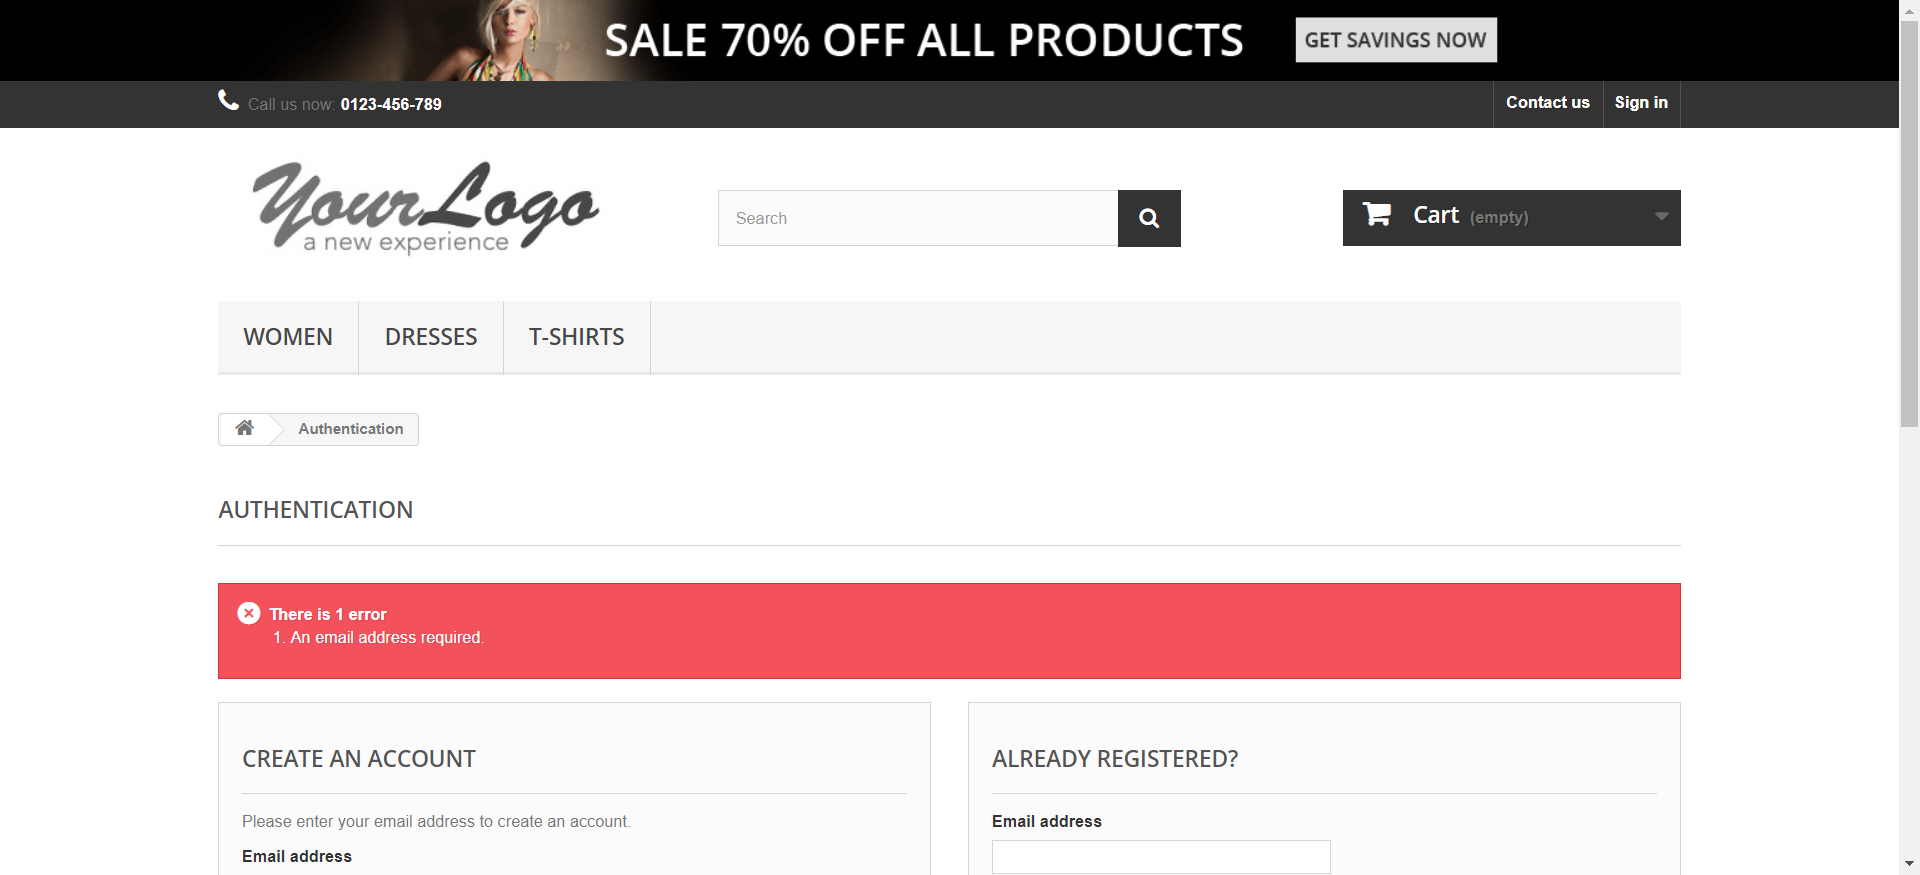 SALE 70% OFF ALL PRODUCTS GET SAVINGS NOW
Call us now: 0123-456-789 Contact us Sign in
YourLogo
a new experience
Search
Cart (empty)
WOMEN DRESSES T-SHIRTS
Authentication
AUTHENTICATION
There is 1 error
1. An email address required.
CREATE AN ACCOUNT
Please enter your email address to create an account.
Email address
ALREADY REGISTERED?
Email address